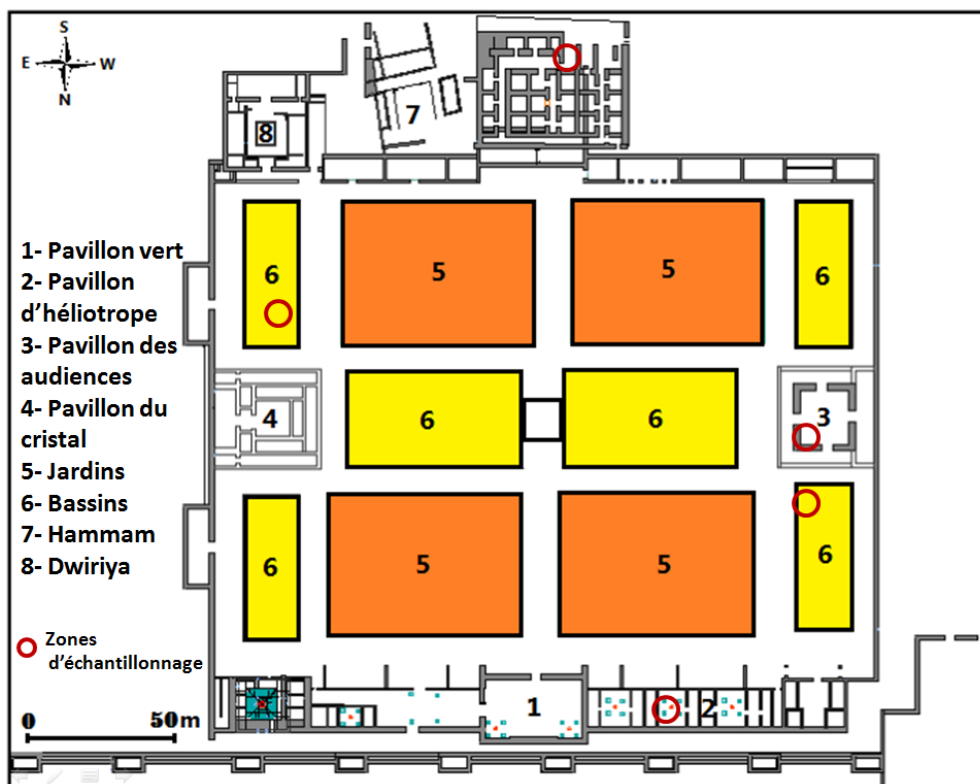 S
E W
N
7
8
1- Pavillon vert
2- Pavillon
d'héliotrope
3- Pavillon des
audiences
4- Pavillon du
cristal
5- Jardins
6- Bassins
7- Hammam
8- Dwiriya
Zones
d'échantillonnage
6 5 5 6
4 6 6 3
6 5 5 6
1 2
0 50 m